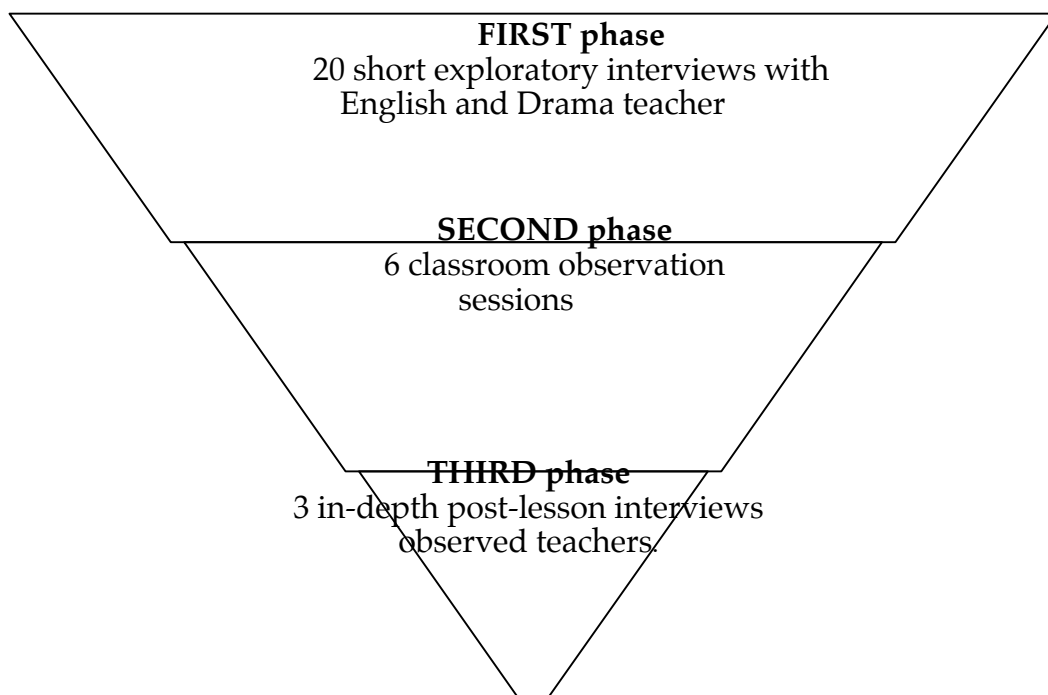 FIRST phase
20 short exploratory interviews with
English and Drama teacher
SECOND phase
6 classroom observation
sessions
THIRD phase
3 in-depth post-lesson interviews
observed teachers.